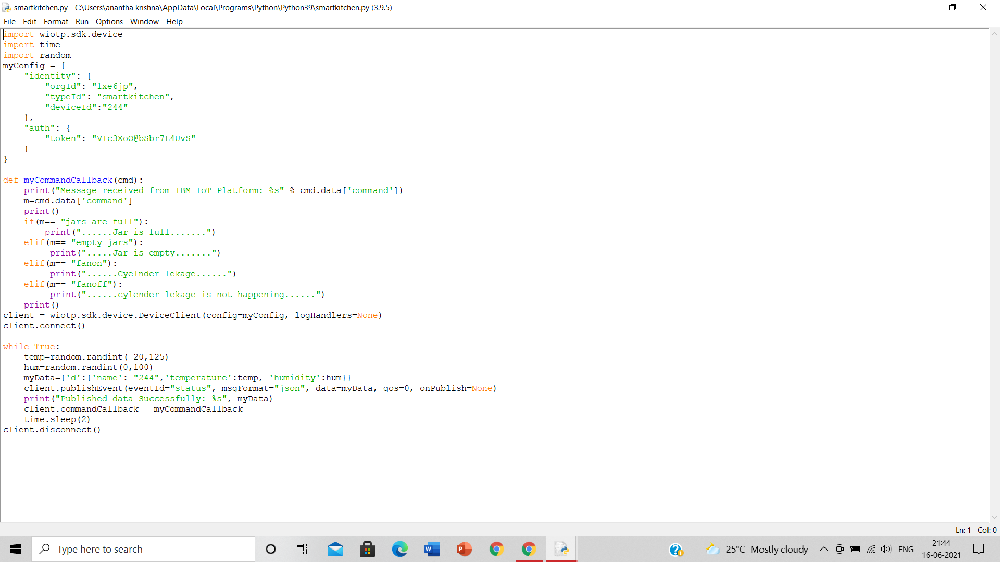 smartkitchen.py - C:\Users\anantha krishna\AppData\Local\Programs\Python\Python39\smartkitchen.py (3.9.5)
File Edit Format Run Options Window Help
import wiotp.sdk.device
import time
import random
myConfig = {
    "identity": {
        "orgId": "1xe6jp",
        "typeId": "smartkitchen",
        "deviceId":"244"
    },
    "auth": {
        "token": "VIc3XoO@bSbr7L4UvS"
    }
}

def myCommandCallback(cmd):
    print("Message received from IBM IoT Platform: %s" % cmd.data['command'])
    m=cmd.data['command']
    print()
    if(m== "jars are full"):
        print("......Jar is full.......")
    elif(m== "empty jars"):
         print(".....Jar is empty.......")
    elif(m== "fanon"):
         print("......Cyelnder lekage......")
    elif(m== "fanoff"):
         print("......cylender lekage is not happening......")
    print()
client = wiotp.sdk.device.DeviceClient(config=myConfig, logHandlers=None)
client.connect()

while True:
    temp=random.randint(-20,125)
    hum=random.randint(0,100)
    myData={'d':{'name': "244",'temperature':temp, 'humidity':hum}}
    client.publishEvent(eventId="status", msgFormat="json", data=myData, qos=0, onPublish=None)
    print("Published data Successfully: %s", myData)
    client.commandCallback = myCommandCallback
    time.sleep(2)
client.disconnect()
Ln: 1 Col: 0
Type here to search
25°C Mostly cloudy
ENG
21:44
16-06-2021